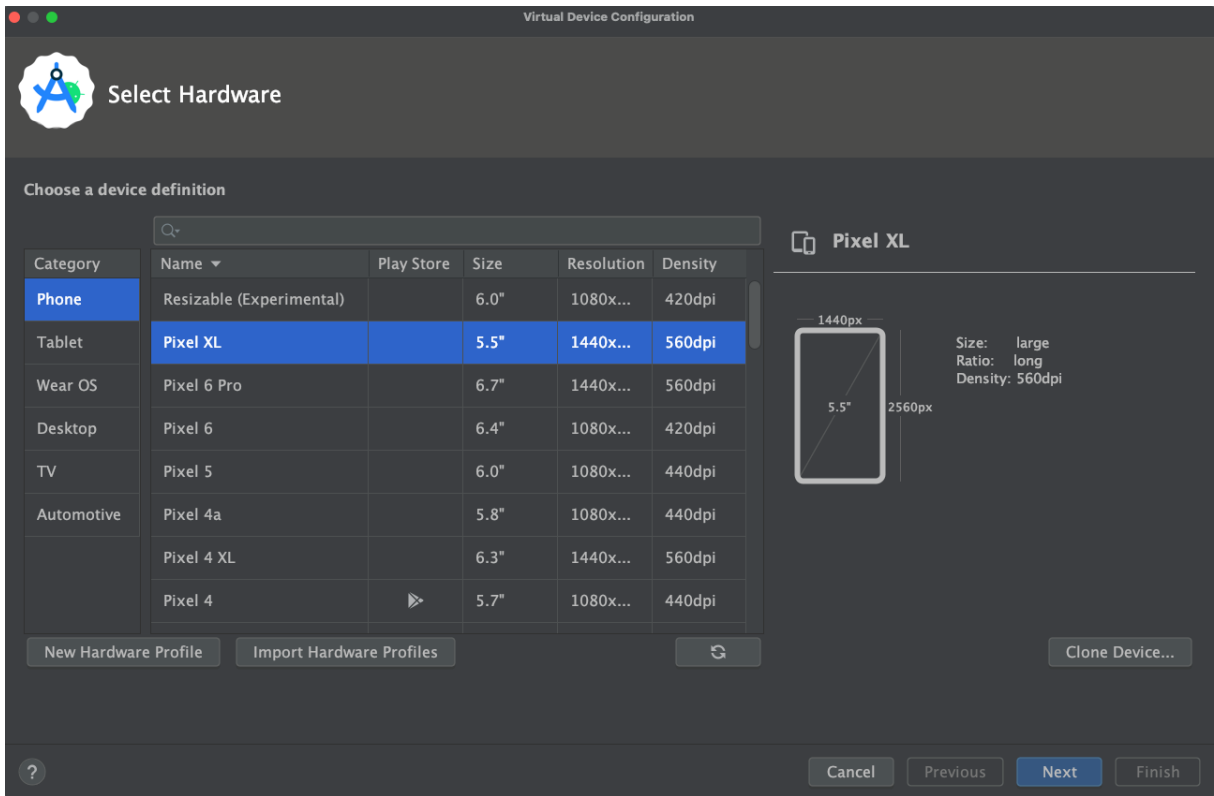 Virtual Device Configuration
Select Hardware
Choose a device definition
Category
Phone
Tablet
Wear OS
Desktop
TV
Automotive
Name Play Store Size Resolution Density
Resizable (Experimental) 6.0" 1080x... 420dpi
Pixel XL 5.5" 1440x... 560dpi
Pixel 6 Pro 6.7" 1440x... 560dpi
Pixel 6 6.4" 1080x... 420dpi
Pixel 5 6.0" 1080x... 440dpi
Pixel 4a 5.8" 1080x... 440dpi
Pixel 4 XL 6.3" 1440x... 560dpi
Pixel 4 5.7" 1080x... 440dpi
New Hardware Profile Import Hardware Profiles
Pixel XL
1440px
5.5"
2560px
Size: large
Ratio: long
Density: 560dpi
Clone Device...
? Cancel Previous Next Finish